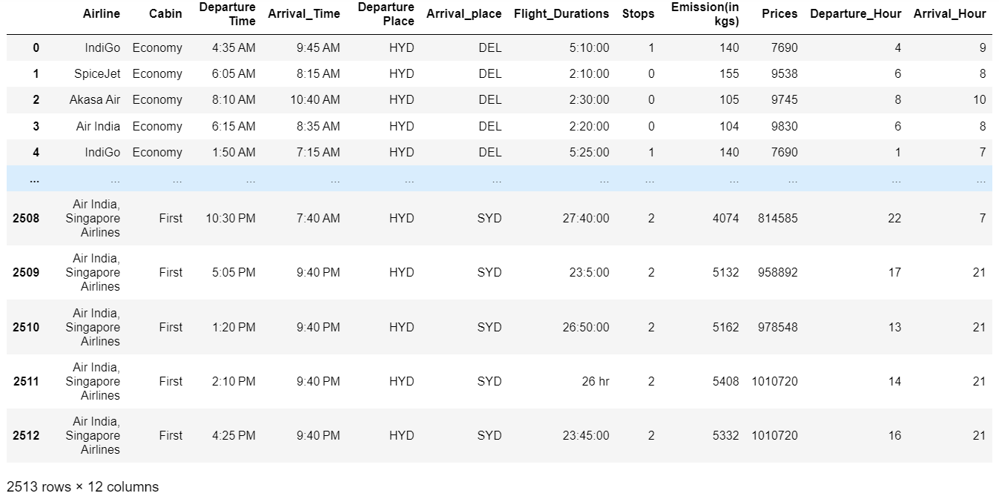 Airline Cabin Departure Time Arrival_Time Departure Place Arrival_place Flight_Durations Stops Emission(in kgs) Prices Departure_Hour Arrival_Hour
0 IndiGo Economy 4:35 AM 9:45 AM HYD DEL 5:10:00 1 140 7690 4 9
1 SpiceJet Economy 6:05 AM 8:15 AM HYD DEL 2:10:00 0 155 9538 6 8
2 Akasa Air Economy 8:10 AM 10:40 AM HYD DEL 2:30:00 0 105 9745 8 10
3 Air India Economy 6:15 AM 8:35 AM HYD DEL 2:20:00 0 104 9830 6 8
4 IndiGo Economy 1:50 AM 7:15 AM HYD DEL 5:25:00 1 140 7690 1 7
... ... ... ... ... ... ... ... ... ... ... ... ...
2508 Air India, Singapore Airlines First 10:30 PM 7:40 AM HYD SYD 27:40:00 2 4074 814585 22 7
2509 Air India, Singapore Airlines First 5:05 PM 9:40 PM HYD SYD 23:5:00 2 5132 958892 17 21
2510 Air India, Singapore Airlines First 1:20 PM 9:40 PM HYD SYD 26:50:00 2 5162 978548 13 21
2511 Air India, Singapore Airlines First 2:10 PM 9:40 PM HYD SYD 26 hr 2 5408 1010720 14 21
2512 Air India, Singapore Airlines First 4:25 PM 9:40 PM HYD SYD 23:45:00 2 5332 1010720 16 21
2513 rows × 12 columns